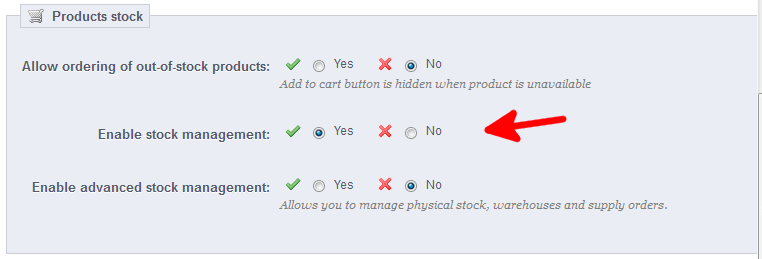 Products stock
Allow ordering of out-of-stock products: Yes No
Add to cart button is hidden when product is unavailable
Enable stock management: Yes No
Enable advanced stock management: Yes No
Allows you to manage physical stock, warehouses and supply orders.